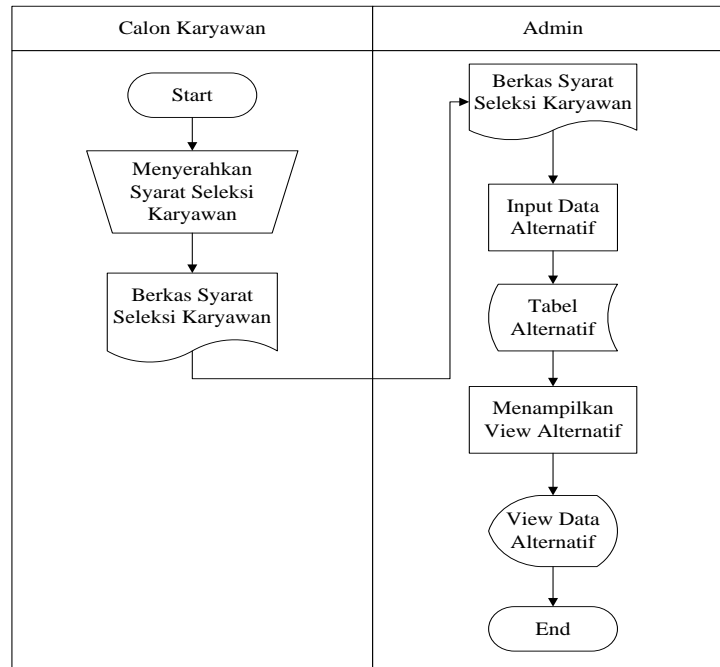 Calon Karyawan
Admin
Start
Menyerahkan
Syarat Seleksi
Karyawan
Berkas Syarat
Seleksi Karyawan
Berkas Syarat
Seleksi Karyawan
Input Data
Alternatif
Tabel
Alternatif
Menampilkan
View Alternatif
View Data
Alternatif
End